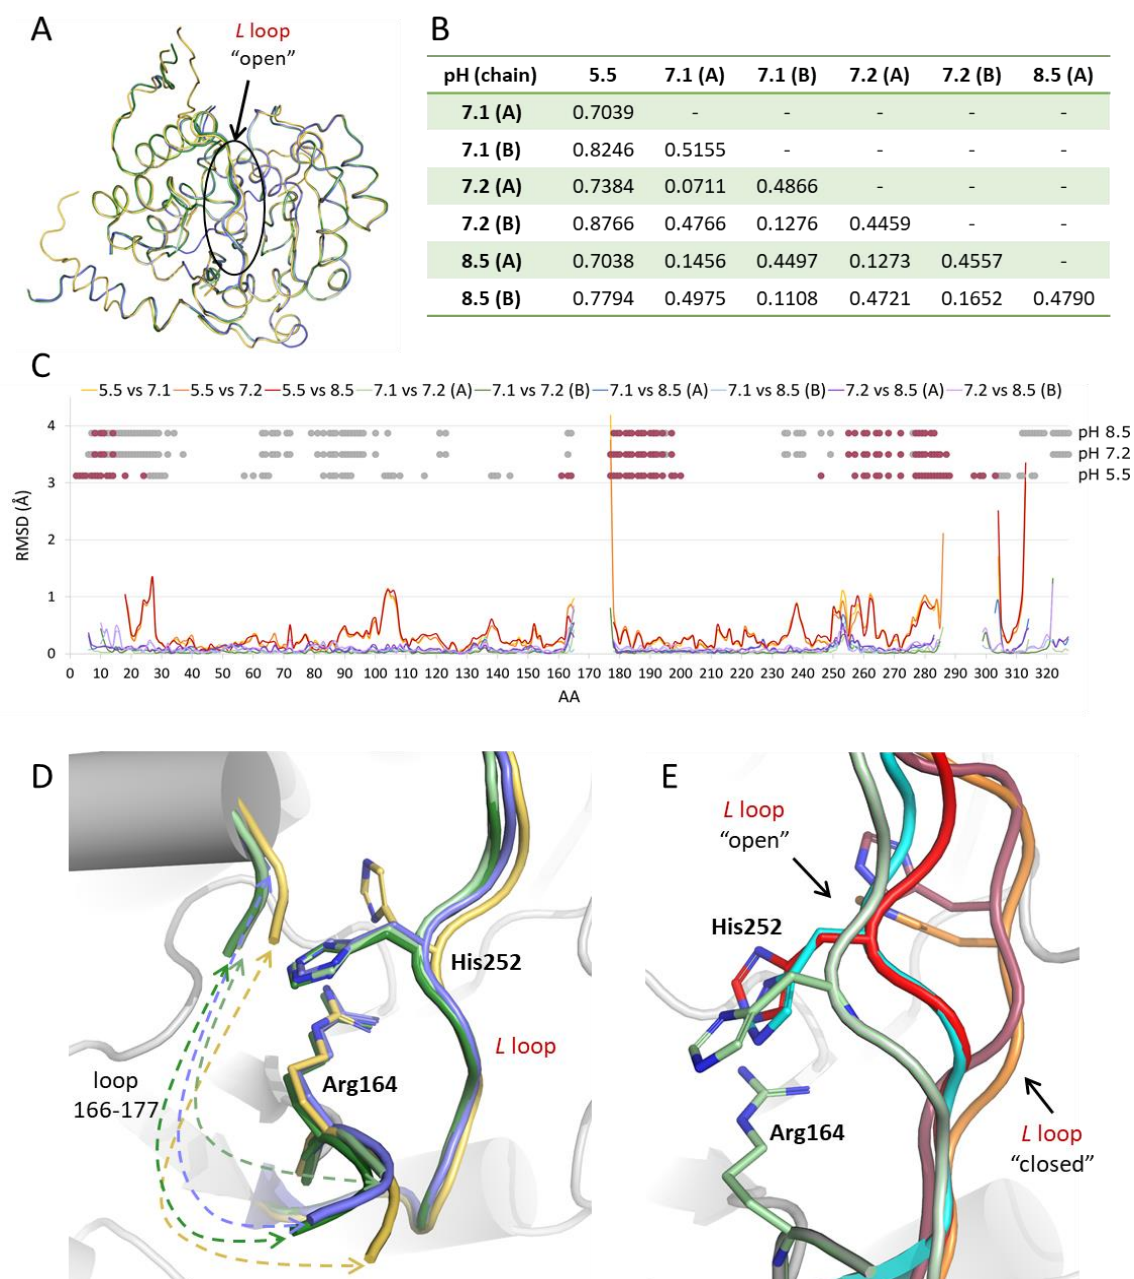 A
L loop
“open”
B
pH (chain) 5.5 7.1 (A) 7.1 (B) 7.2 (A) 7.2 (B) 8.5 (A)
7.1 (A) 0.7039 - - - - -
7.1 (B) 0.8246 0.5155 - - - -
7.2 (A) 0.7384 0.0711 0.4866 - - -
7.2 (B) 0.8766 0.4766 0.1276 0.4459 - -
8.5 (A) 0.7038 0.1456 0.4497 0.1273 0.4557 -
8.5 (B) 0.7794 0.4975 0.1108 0.4721 0.1652 0.4790
C
5.5 vs 7.1 5.5 vs 7.2 5.5 vs 8.5 7.1 vs 7.2 (A) 7.1 vs 7.2 (B) 7.1 vs 8.5 (A) 7.1 vs 8.5 (B) 7.2 vs 8.5 (A) 7.2 vs 8.5 (B)
4
3
2
1
0
RMSD (Å)
pH 8.5
pH 7.2
pH 5.5
0 10 20 30 40 50 60 70 80 90 100 110 120 130 140 150 160 170 180 190 200 210 220 230 240 250 260 270 280 290 300 310 320
AA
D
His252
L loop
Arg164
loop
166-177
E
L loop
“open”
His252
Arg164
L loop
“closed”